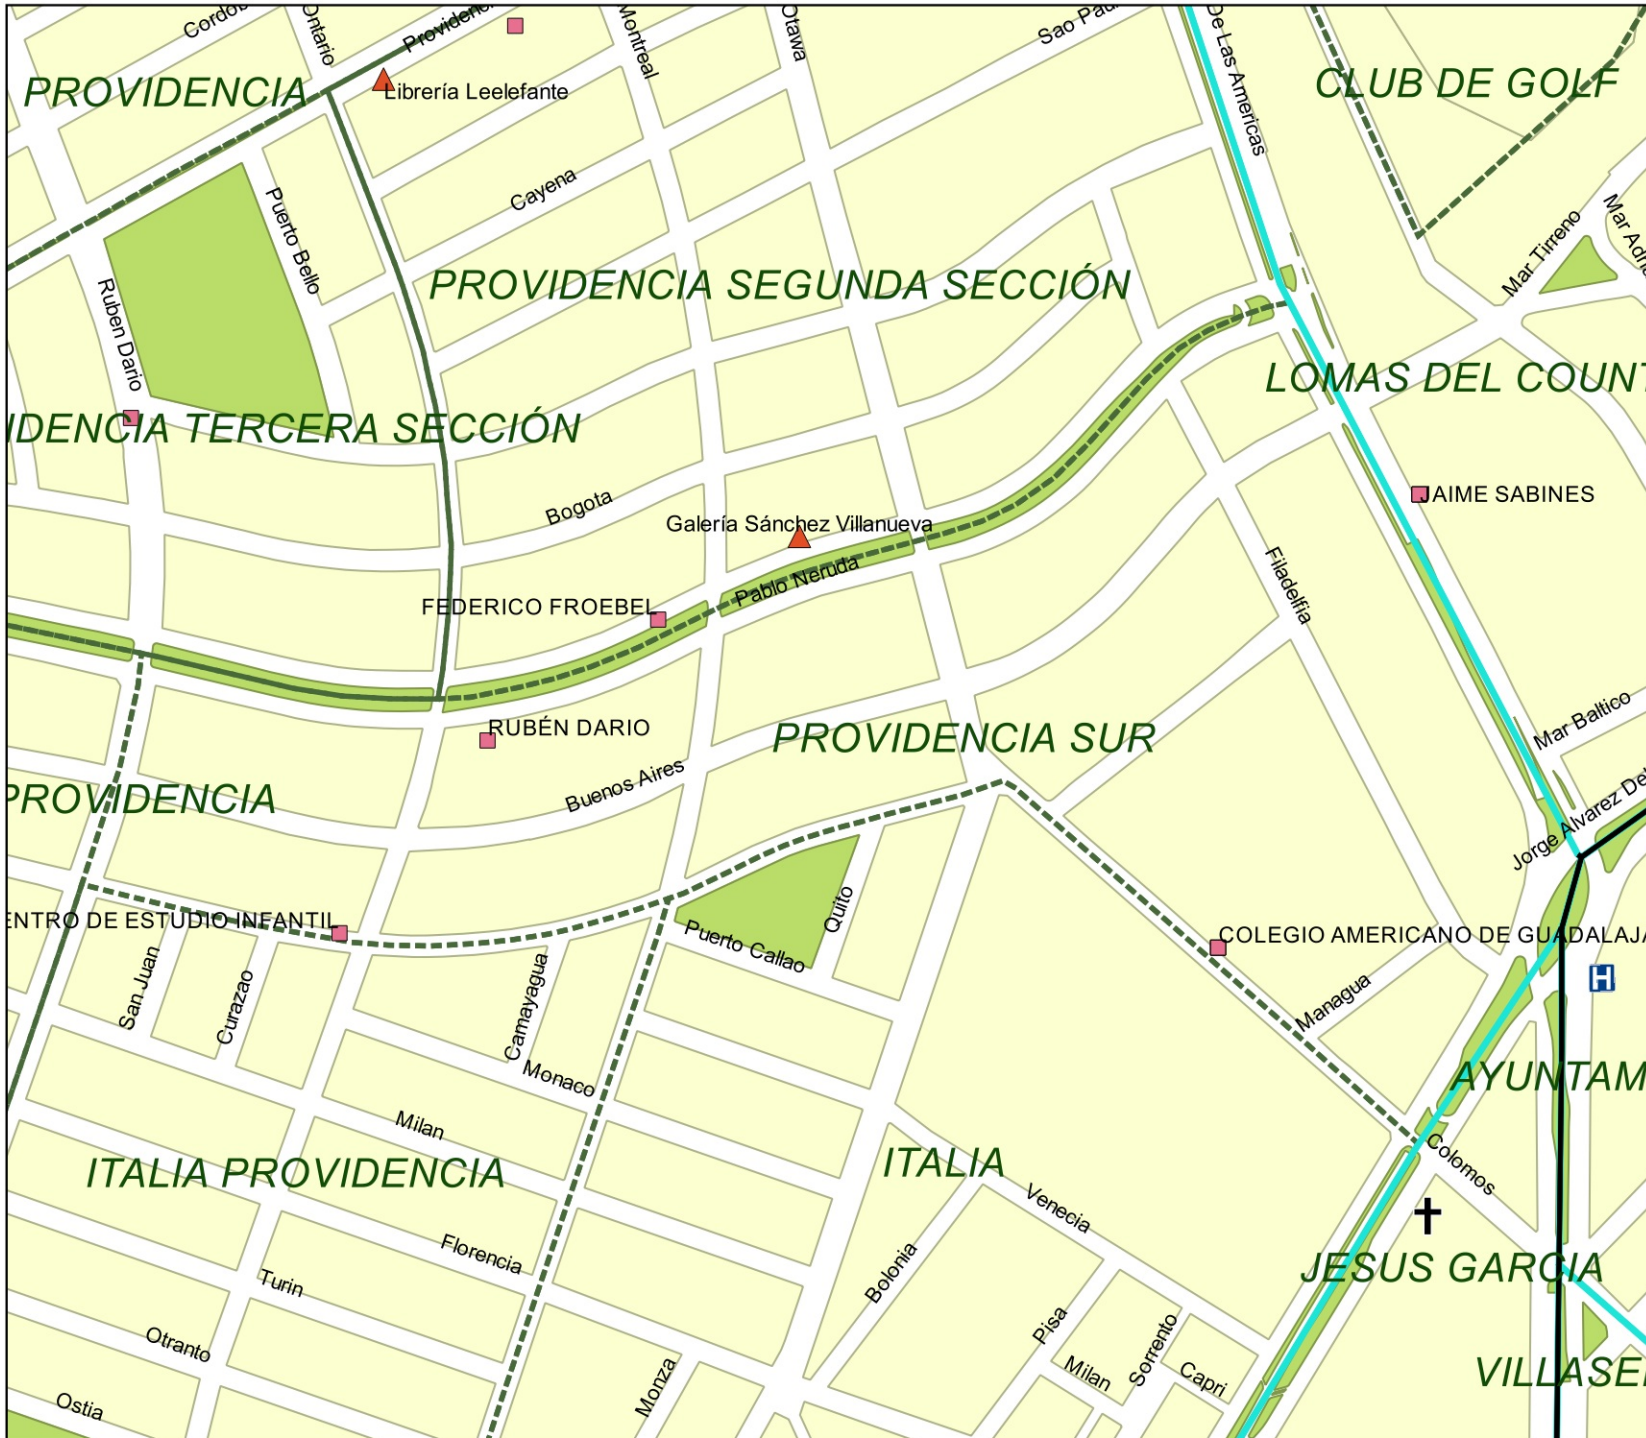 Cordob
Ontario
Providenc
Montreal
Otawa
Sao Pau
De Las Americas
PROVIDENCIA
Librería Leelefante
CLUB DE GOLF
Cayena
Puerto Bello
Mar Tirreno
Mar Adri
Ruben Dario
PROVIDENCIA SEGUNDA SECCIÓN
LOMAS DEL COUNT
IDENCIA TERCERA SECCIÓN
JAIME SABINES
Bogota
Galería Sánchez Villanueva
Pablo Neruda
Filadelfia
FEDERICO FROEBEL
RUBÉN DARIO
PROVIDENCIA SUR
Mar Baltico
Buenos Aires
PROVIDENCIA
Jorge Alvarez Del
ENTRO DE ESTUDIO INFANTIL
Quito
Puerto Callao
COLEGIO AMERICANO DE GUADALAJA
H
San Juan
Curazao
Camayagua
Managua
Monaco
AYUNTAM
Milan
Colomos
ITALIA PROVIDENCIA
ITALIA
Venecia
Florencia
Bolonia
JESUS GARCIA
Turin
Pisa
Sorrento
Otranto
Milan
Capri
VILLASE
Monza
Ostia